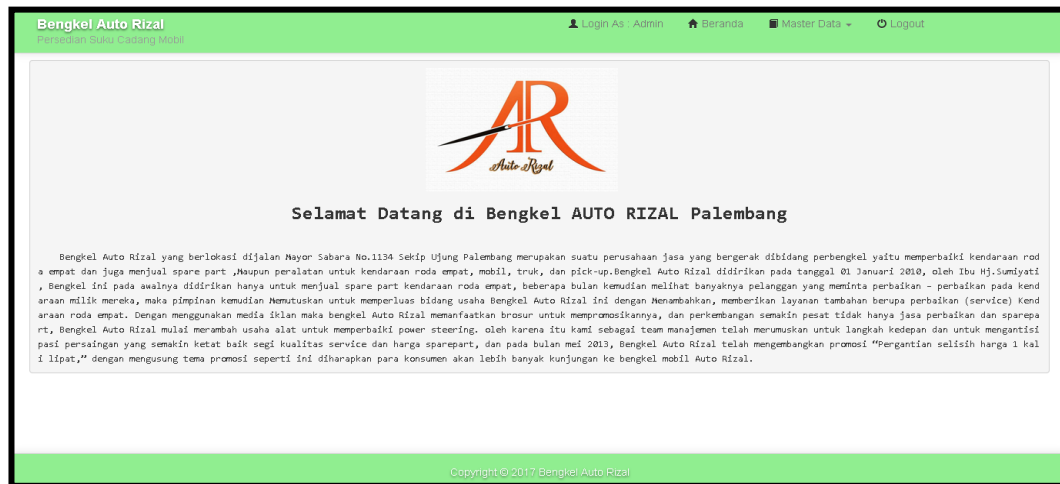 Bengkel Auto Rizal
Persedian Suku Cadang Mobil
Login As : Admin Beranda Master Data Logout
AR
Auto Rizal
Selamat Datang di Bengkel AUTO RIZAL Palembang
Bengkel Auto Rizal yang berlokasi dijalan Mayor Sabara No.1134 Sekip Ujung Palembang merupakan suatu perusahaan jasa yang bergerak dibidang perbengkel yaitu memperbaiki kendaraan rod
a empat dan juga menjual spare part ,Maupun peralatan untuk kendaraan roda empat, mobil, truk, dan pick-up.Bengkel Auto Rizal didirikan pada tanggal 01 Januari 2010, oleh Ibu Hj.Sumiyati
, Bengkel ini pada awalnya didirikan hanya untuk menjual spare part kendaraan roda empat, beberapa bulan kemudian melihat banyaknya pelanggan yang meminta perbaikan – perbaikan pada kend
araan milik mereka, maka pimpinan kemudian Memutuskan untuk memperluas bidang usaha Bengkel Auto Rizal ini dengan Menambahkan, memberikan layanan tambahan berupa perbaikan (service) Kend
araan roda empat. Dengan menggunakan media iklan maka bengkel Auto Rizal memanfaatkan brosur untuk mempromosikannya, dan perkembangan semakin pesat tidak hanya jasa perbaikan dan sparepa
rt, Bengkel Auto Rizal mulai merambah usaha alat untuk memperbaiki power steering. oleh karena itu kami sebagai team manajemen telah merumuskan untuk langkah kedepan dan untuk mengantisi
pasi persaingan yang semakin ketat baik segi kualitas service dan harga sparepart, dan pada bulan mei 2013, Bengkel Auto Rizal telah mengembangkan promosi “Pergantian selisih harga 1 kal
i lipat,” dengan mengusung tema promosi seperti ini diharapkan para konsumen akan lebih banyak kunjungan ke bengkel mobil Auto Rizal.
Copyright © 2017 Bengkel Auto Rizal